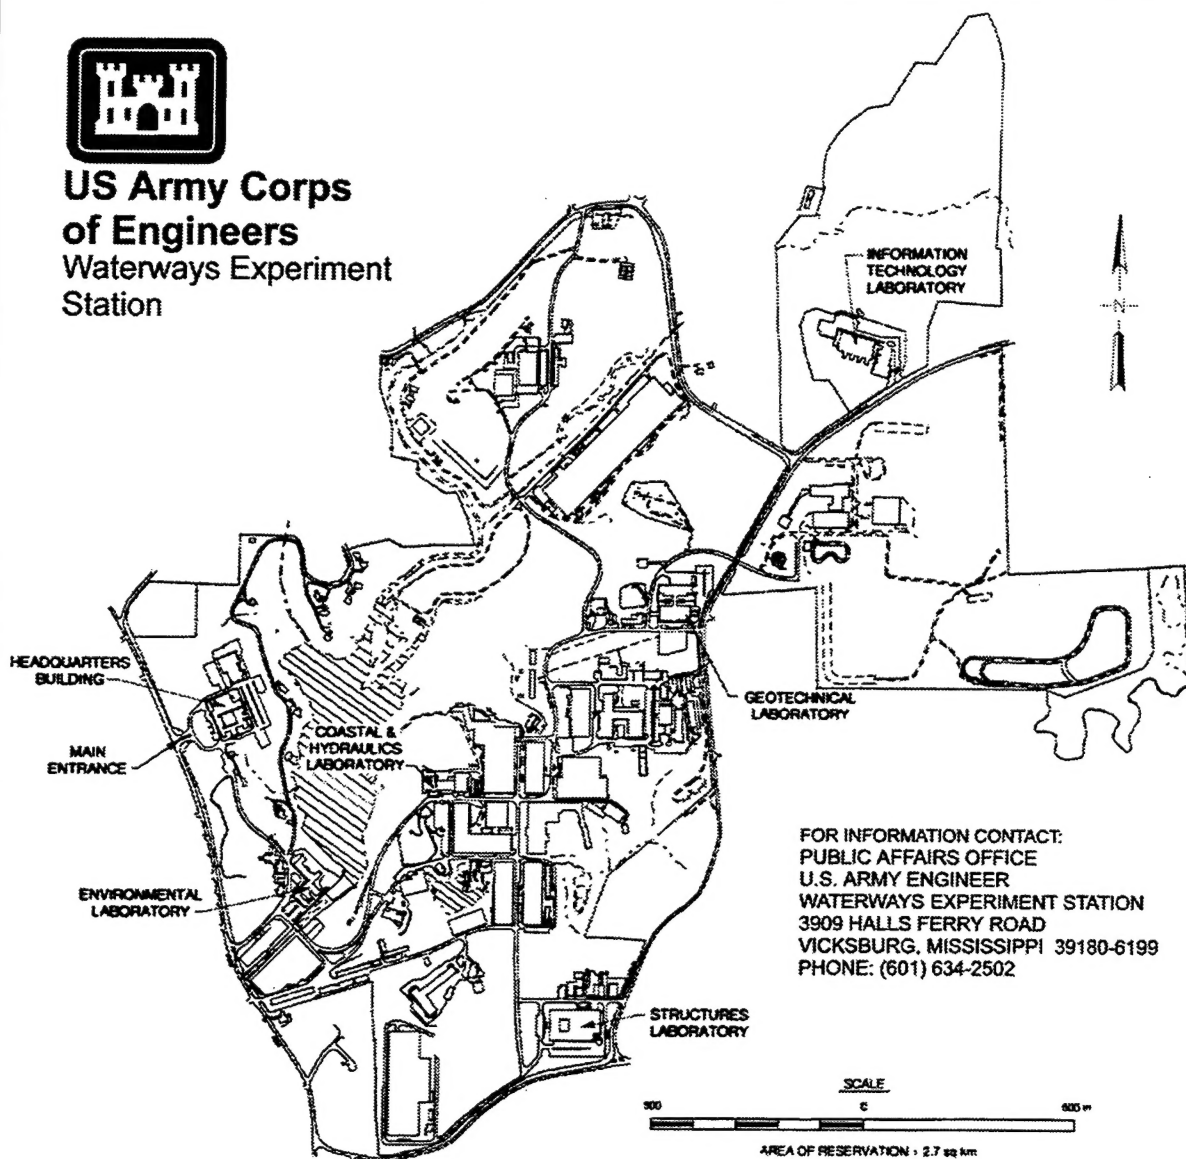 US Army Corps
of Engineers
Waterways Experiment
Station
INFORMATION
TECHNOLOGY
LABORATORY
N
HEADQUARTERS
BUILDING
MAIN
ENTRANCE
COASTAL &
HYDRAULICS
LABORATORY
GEOTECHNICAL
LABORATORY
ENVIRONMENTAL
LABORATORY
STRUCTURES
LABORATORY
FOR INFORMATION CONTACT:
PUBLIC AFFAIRS OFFICE
U.S. ARMY ENGINEER
WATERWAYS EXPERIMENT STATION
3909 HALLS FERRY ROAD
VICKSBURG, MISSISSIPPI 39180-6199
PHONE: (601) 634-2502
SCALE
AREA OF RESERVATION : 2.7 sq km